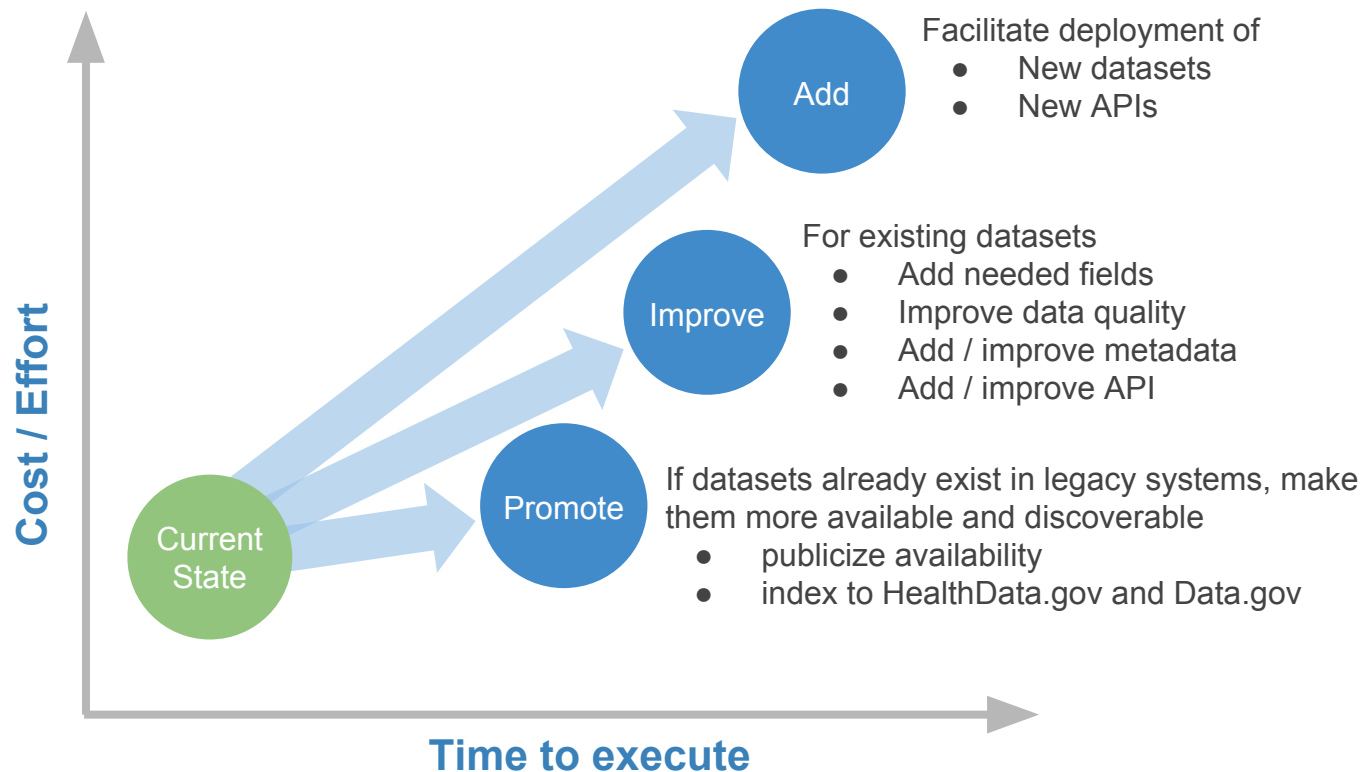 Facilitate deployment of
● New datasets
● New APIs
Add
For existing datasets
● Add needed fields
● Improve data quality
● Add / improve metadata
● Add / improve API
Improve
If datasets already exist in legacy systems, make
them more available and discoverable
● publicize availability
● index to HealthData.gov and Data.gov
Promote
Current
State
Cost / Effort
Time to execute